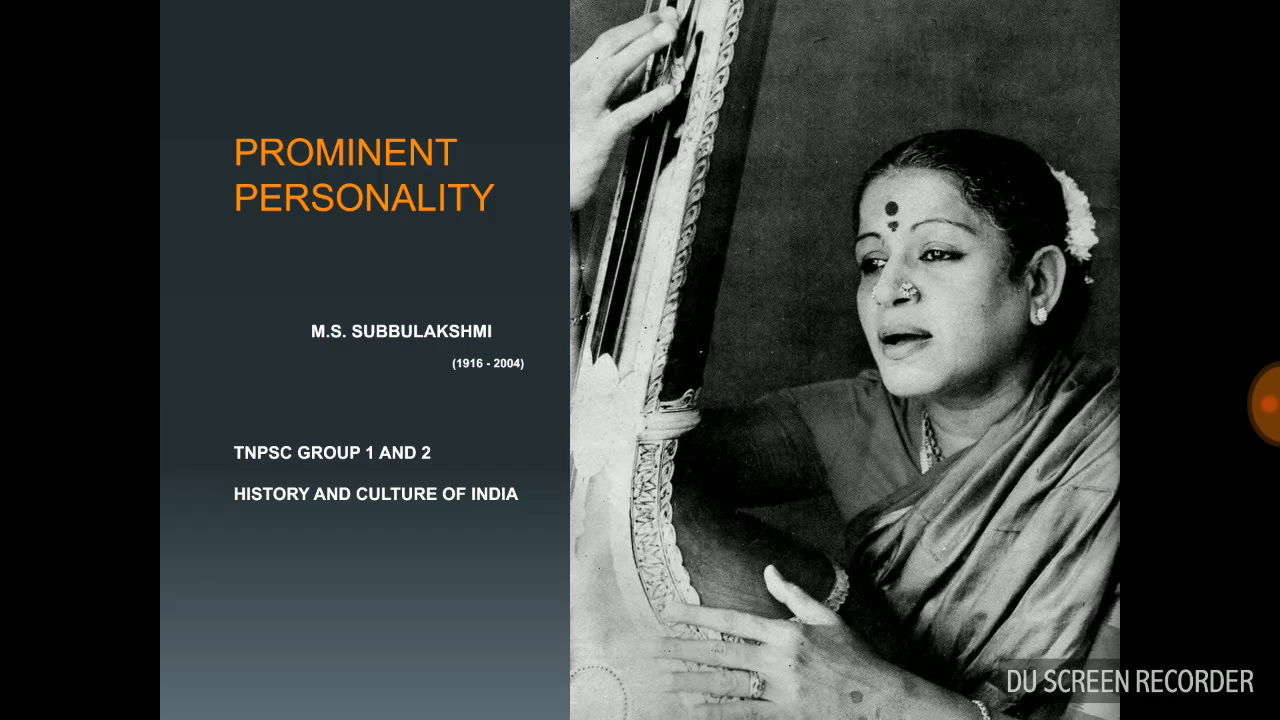 PROMINENT
PERSONALITY
M.S. SUBBULAKSHMI
(1916 - 2004)
TNPSC GROUP 1 AND 2
HISTORY AND CULTURE OF INDIA
DU SCREEN RECORDER